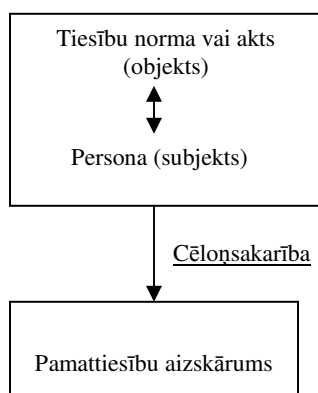 Tiesību norma vai akts
(objekts)
Persona (subjekts)
Cēloņsakarība
Pamattiesību aizskārums